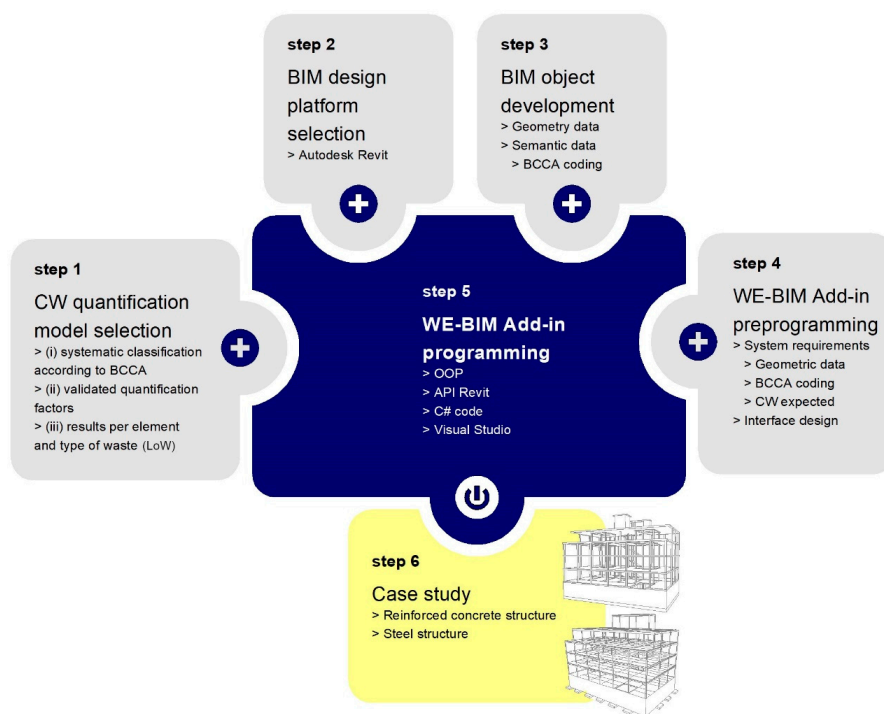 step 1
CW quantification
model selection
> (i) systematic classification
according to BCCA
> (ii) validated quantification
factors
> (iii) results per element
and type of waste (LoW)
step 2
BIM design
platform
selection
> Autodesk Revit
step 3
BIM object
development
> Geometry data
> Semantic data
> BCCA coding
step 4
WE-BIM Add-in
preprogramming
> System requirements
> Geometric data
> BCCA coding
> CW expected
> Interface design
step 5
WE-BIM Add-in
programming
> OOP
> API Revit
> C# code
> Visual Studio
step 6
Case study
> Reinforced concrete structure
> Steel structure